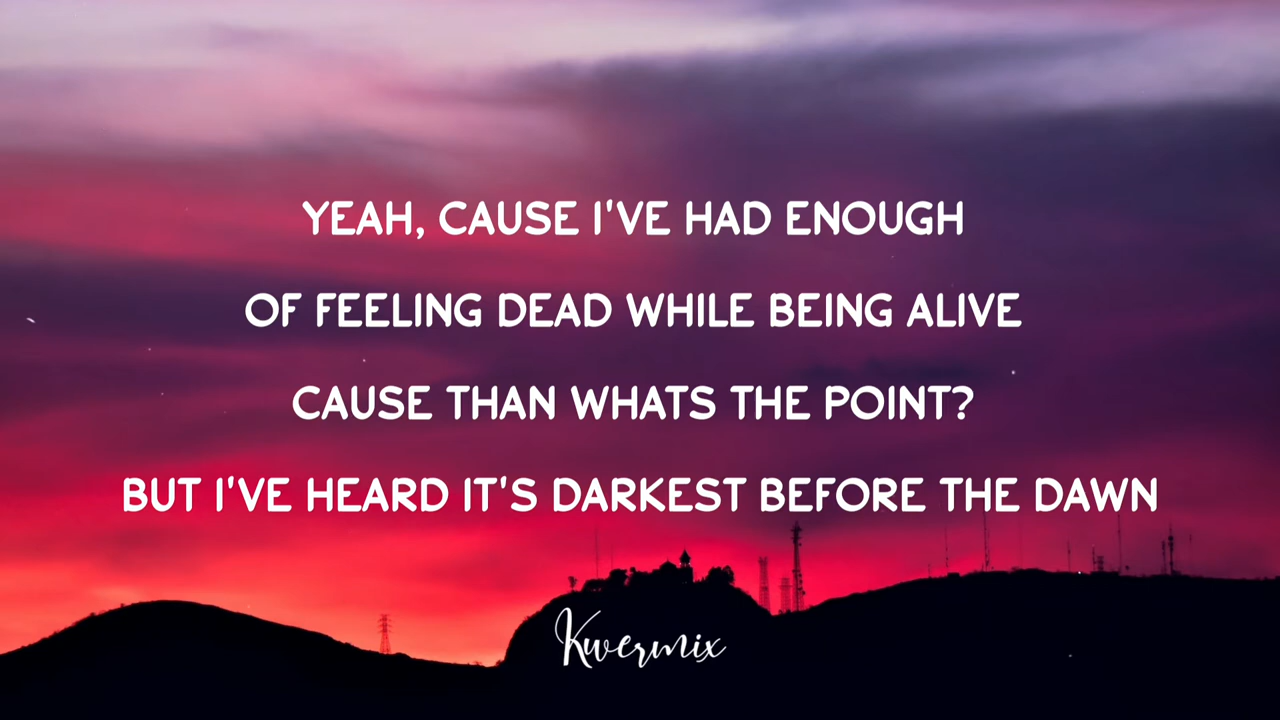 YEAH, CAUSE I'VE HAD ENOUGH
OF FEELING DEAD WHILE BEING ALIVE
CAUSE THAN WHATS THE POINT?
BUT I'VE HEARD IT'S DARKEST BEFORE THE DAWN
Kwermix